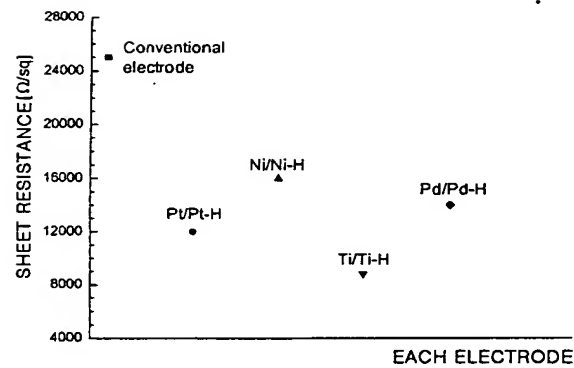 28000
24000
20000
16000
12000
8000
4000
SHEET RESISTANCE[Ω/sq)
Conventional
electrode
Ni/Ni-H
Pt/Pt-H
Pd/Pd-H
Ti/Ti-H
EACH ELECTRODE